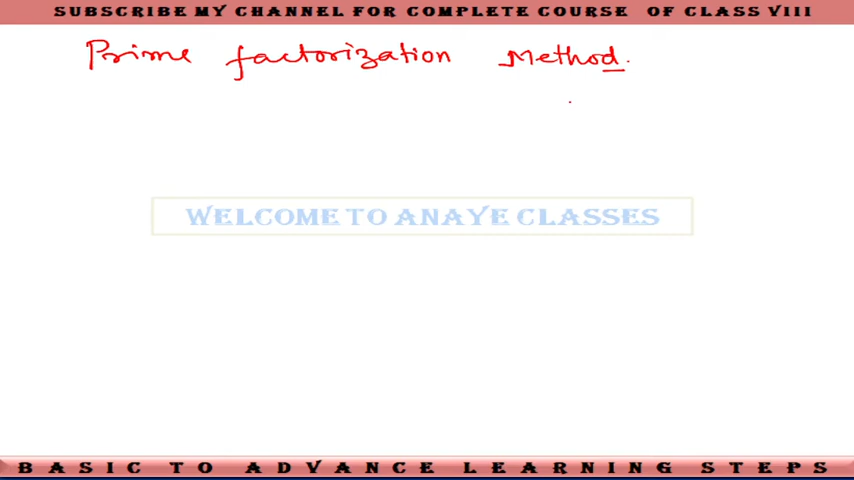 SUBSCRIBE MY CHANNEL FOR COMPLETE COURSE OF CLASS VIII
Prime factorization Method.
WELCOME TO ANAYE CLASSES
BASIC TO ADVANCE LEARNING STEPS